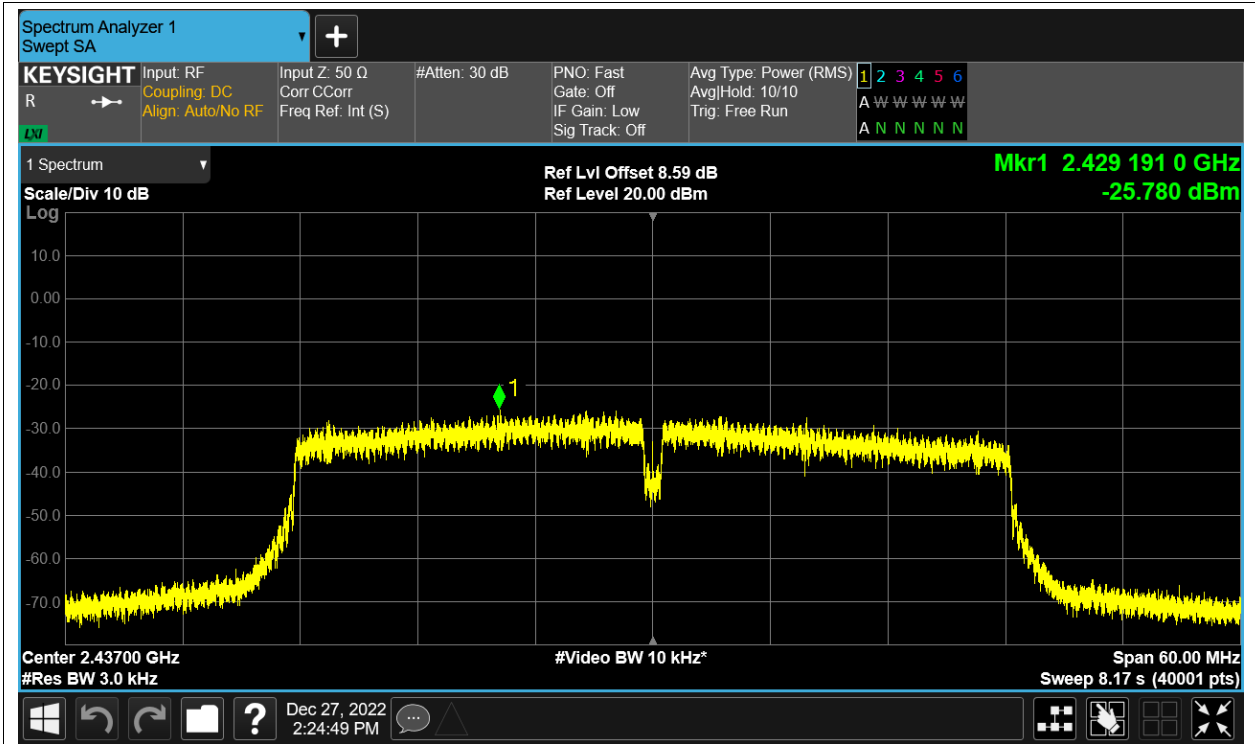 Spectrum Analyzer 1
Swept SA
KEYSIGHT
R
LXI
Input: RF
Coupling: DC
Align: Auto/No RF
Input Z: 50 Ω
Corr CCorr
Freq Ref: Int (S)
#Atten: 30 dB
PNO: Fast
Gate: Off
IF Gain: Low
Sig Track: Off
Avg Type: Power (RMS)
Avg|Hold: 10/10
Trig: Free Run
1 2 3 4 5 6
A W W W W W
A N N N N N
1 Spectrum
Scale/Div 10 dB
Log
Ref Lvl Offset 8.59 dB
Ref Level 20.00 dBm
Mkr1 2.429 191 0 GHz
-25.780 dBm
10.0
0.00
-10.0
-20.0
-30.0
-40.0
-50.0
-60.0
-70.0
1
Center 2.43700 GHz
#Res BW 3.0 kHz
#Video BW 10 kHz*
Span 60.00 MHz
Sweep 8.17 s (40001 pts)
?
Dec 27, 2022
2:24:49 PM